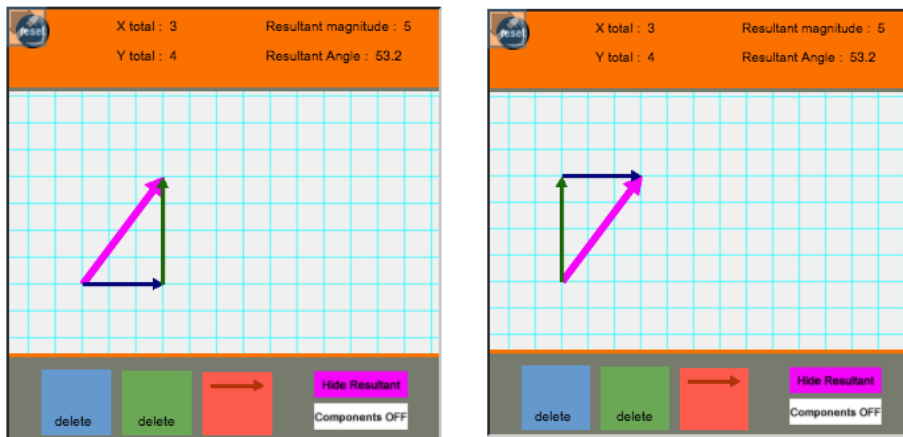 reset
X total : 3 Resultant magnitude : 5
Y total : 4 Resultant Angle : 53.2
Hide Resultant
delete delete Components OFF
reset
X total : 3 Resultant magnitude : 5
Y total : 4 Resultant Angle : 53.2
Hide Resultant
delete delete Components OFF